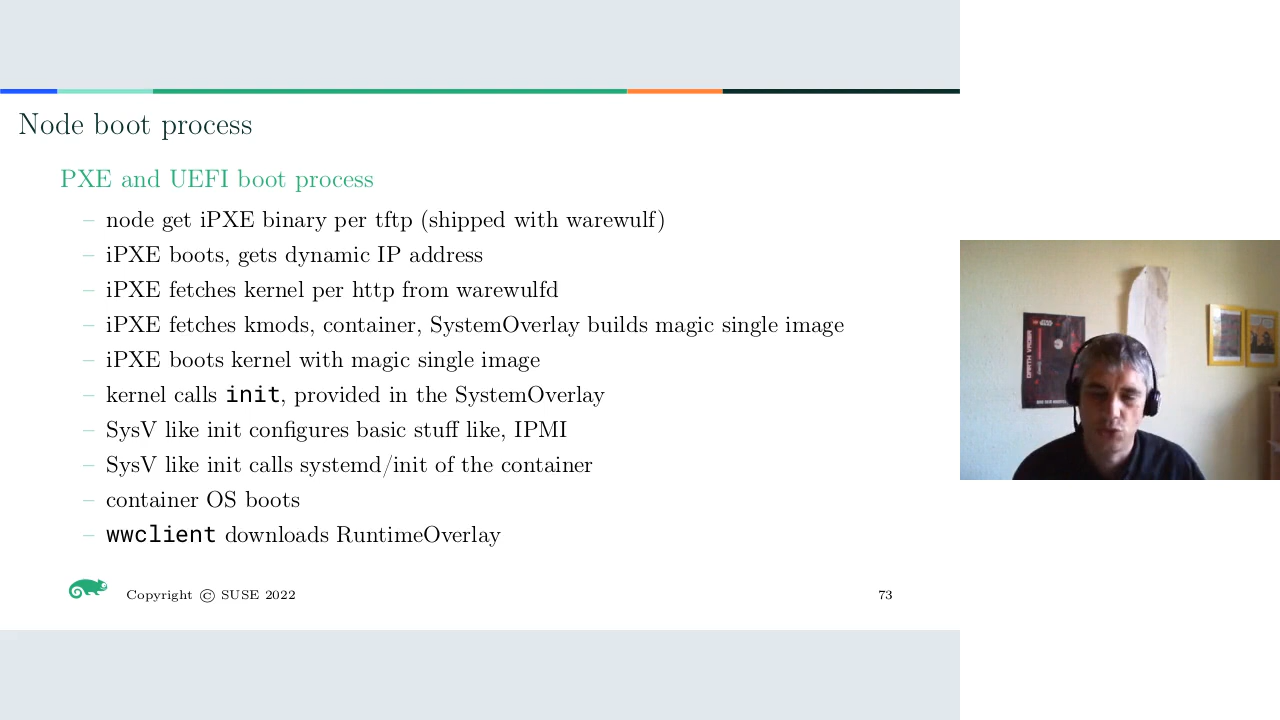 Node boot process
PXE and UEFI boot process
– node get iPXE binary per tftp (shipped with warewulf)
– iPXE boots, gets dynamic IP address
– iPXE fetches kernel per http from warewulfd
– iPXE fetches kmods, container, SystemOverlay builds magic single image
– iPXE boots kernel with magic single image
– kernel calls init, provided in the SystemOverlay
– SysV like init configures basic stuff like, IPMI
– SysV like init calls systemd/init of the container
– container OS boots
– wwclient downloads RuntimeOverlay
Copyright © SUSE 2022
73
DARTH VADER